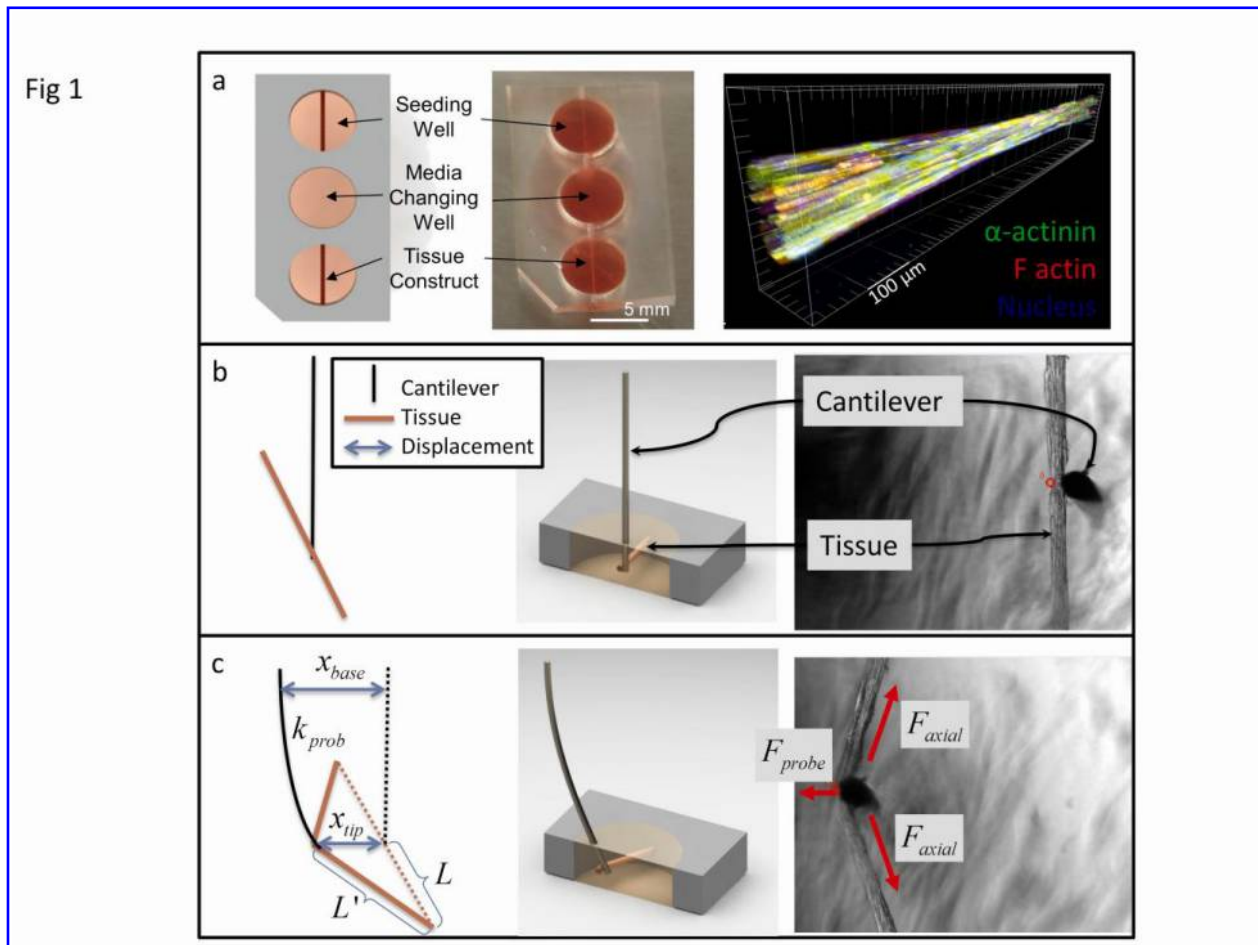 Fig 1
a
Seeding
Well
Media
Changing
Well
Tissue
Construct
5 mm
100 μm
α-actinin
F actin
Nucleus
b
Cantilever
Tissue
Displacement
Cantilever
Tissue
c
x_base
k_prob
x_tip
L
L'
F_axial
F_probe
F_axial